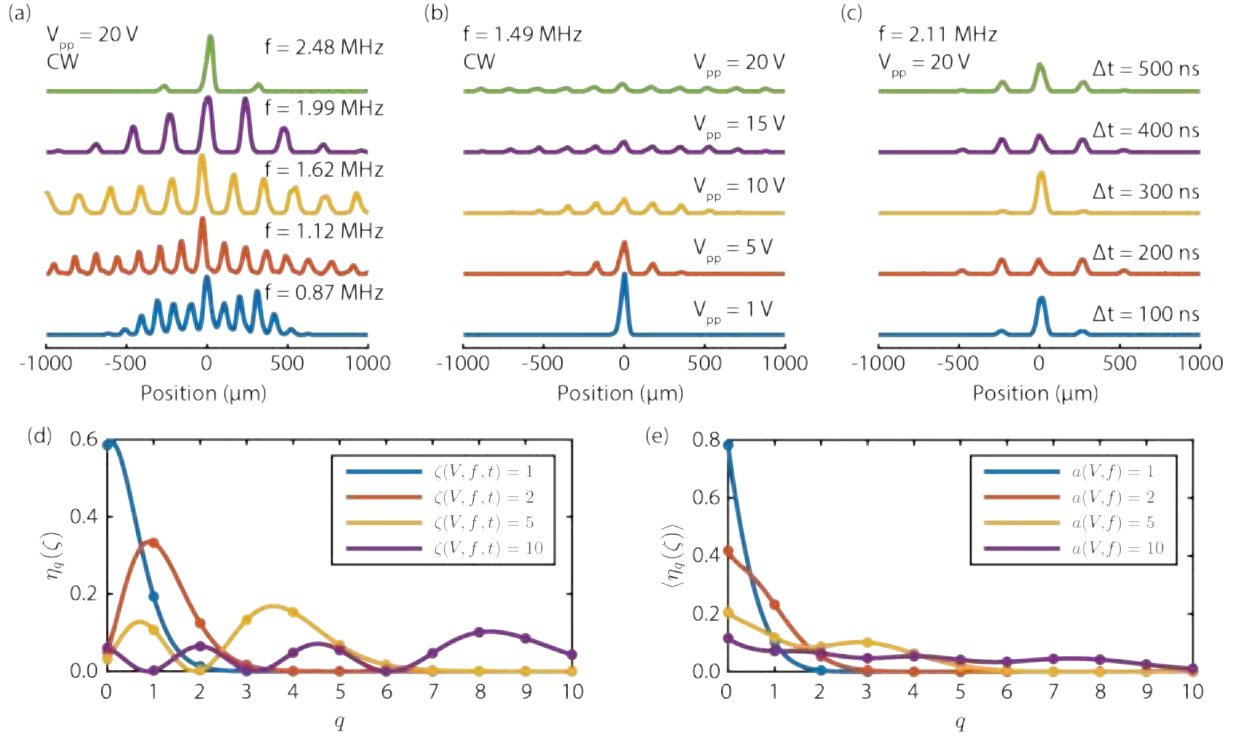 (a)
V_pp = 20 V
CW
f = 2.48 MHz
f = 1.99 MHz
f = 1.62 MHz
f = 1.12 MHz
f = 0.87 MHz
-1000 -500 0 500 1000
Position (µm)
(b)
f = 1.49 MHz
CW
V_pp = 20 V
V_pp = 15 V
V_pp = 10 V
V_pp = 5 V
V_pp = 1 V
-1000 -500 0 500 1000
Position (µm)
(c)
f = 2.11 MHz
V_pp = 20 V
Δt = 500 ns
Δt = 400 ns
Δt = 300 ns
Δt = 200 ns
Δt = 100 ns
-1000 -500 0 500 1000
Position (µm)
(d)
η_q(ζ)
0.6
0.4
0.2
0.0
ζ(V, f, t) = 1
ζ(V, f, t) = 2
ζ(V, f, t) = 5
ζ(V, f, t) = 10
0 1 2 3 4 5 6 7 8 9 10
q
(e)
⟨η_q(ζ)⟩
0.8
0.6
0.4
0.2
0.0
a(V, f) = 1
a(V, f) = 2
a(V, f) = 5
a(V, f) = 10
0 1 2 3 4 5 6 7 8 9 10
q